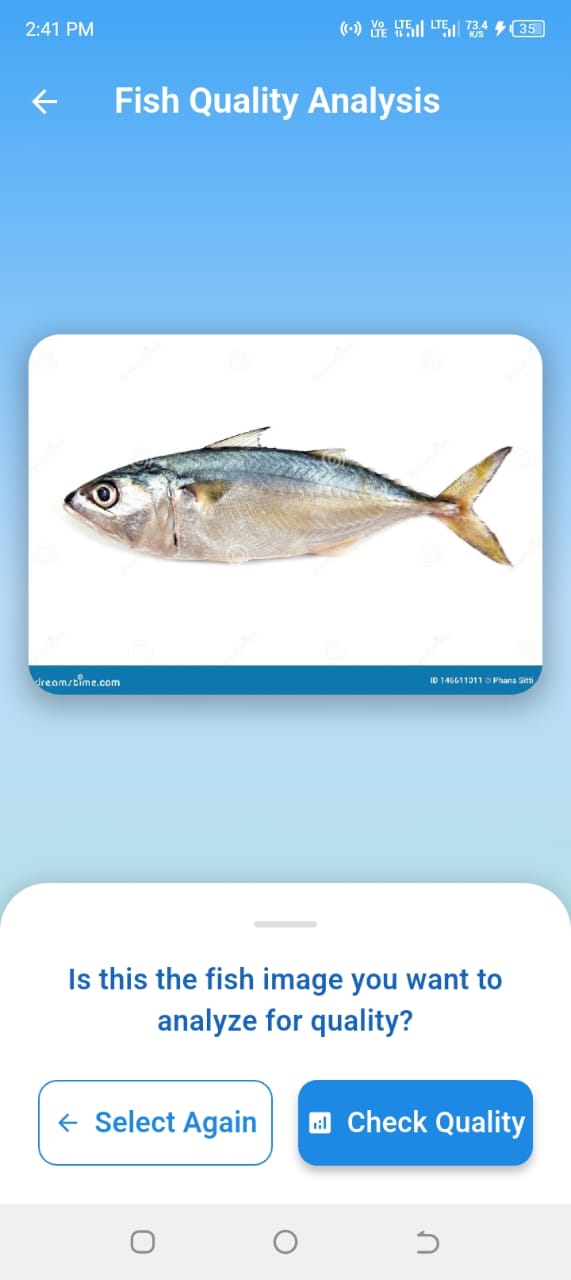 2:41 PM
Vo LTE LTE LTE 73.4 K/S 35
Fish Quality Analysis
dreamstime.com
ID 146611011 © Phana Sitti
Is this the fish image you want to
analyze for quality?
Select Again
Check Quality